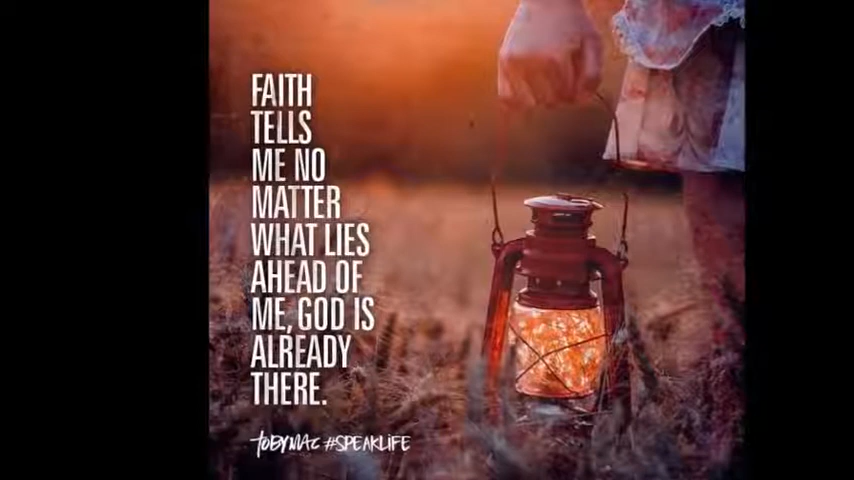 FAITH
TELLS
ME NO
MATTER
WHAT LIES
AHEAD OF
ME, GOD IS
ALREADY
THERE.
TOBYMAC #SPEAKLIFE